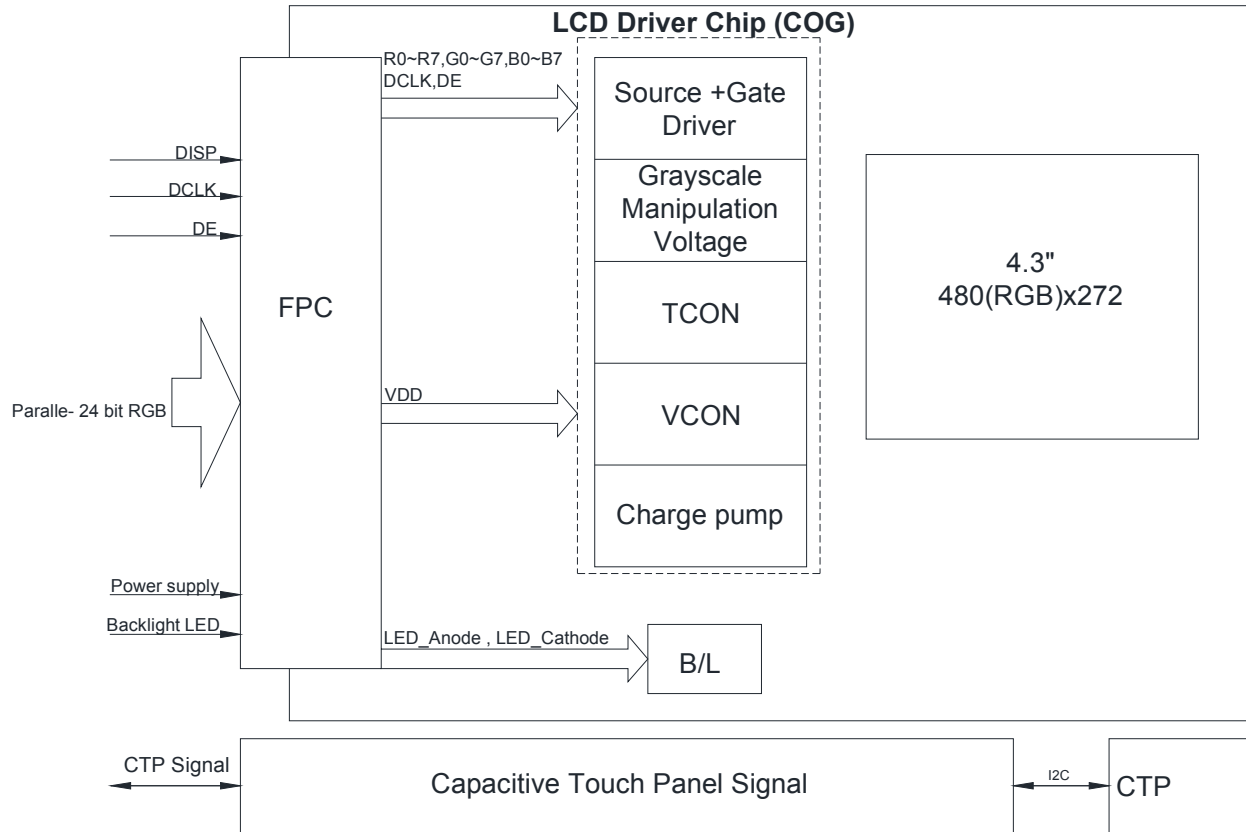 LCD Driver Chip (COG)
R0~R7,G0~G7,B0~B7
DCLK,DE
Source +Gate
Driver
DISP
DCLK
DE
Grayscale
Manipulation
Voltage
4.3"
480(RGB)x272
FPC
TCON
Paralle- 24 bit RGB
VDD
VCON
Charge pump
Power supply
Backlight LED
LED_Anode , LED_Cathode
B/L
CTP Signal
Capacitive Touch Panel Signal
I2C
CTP